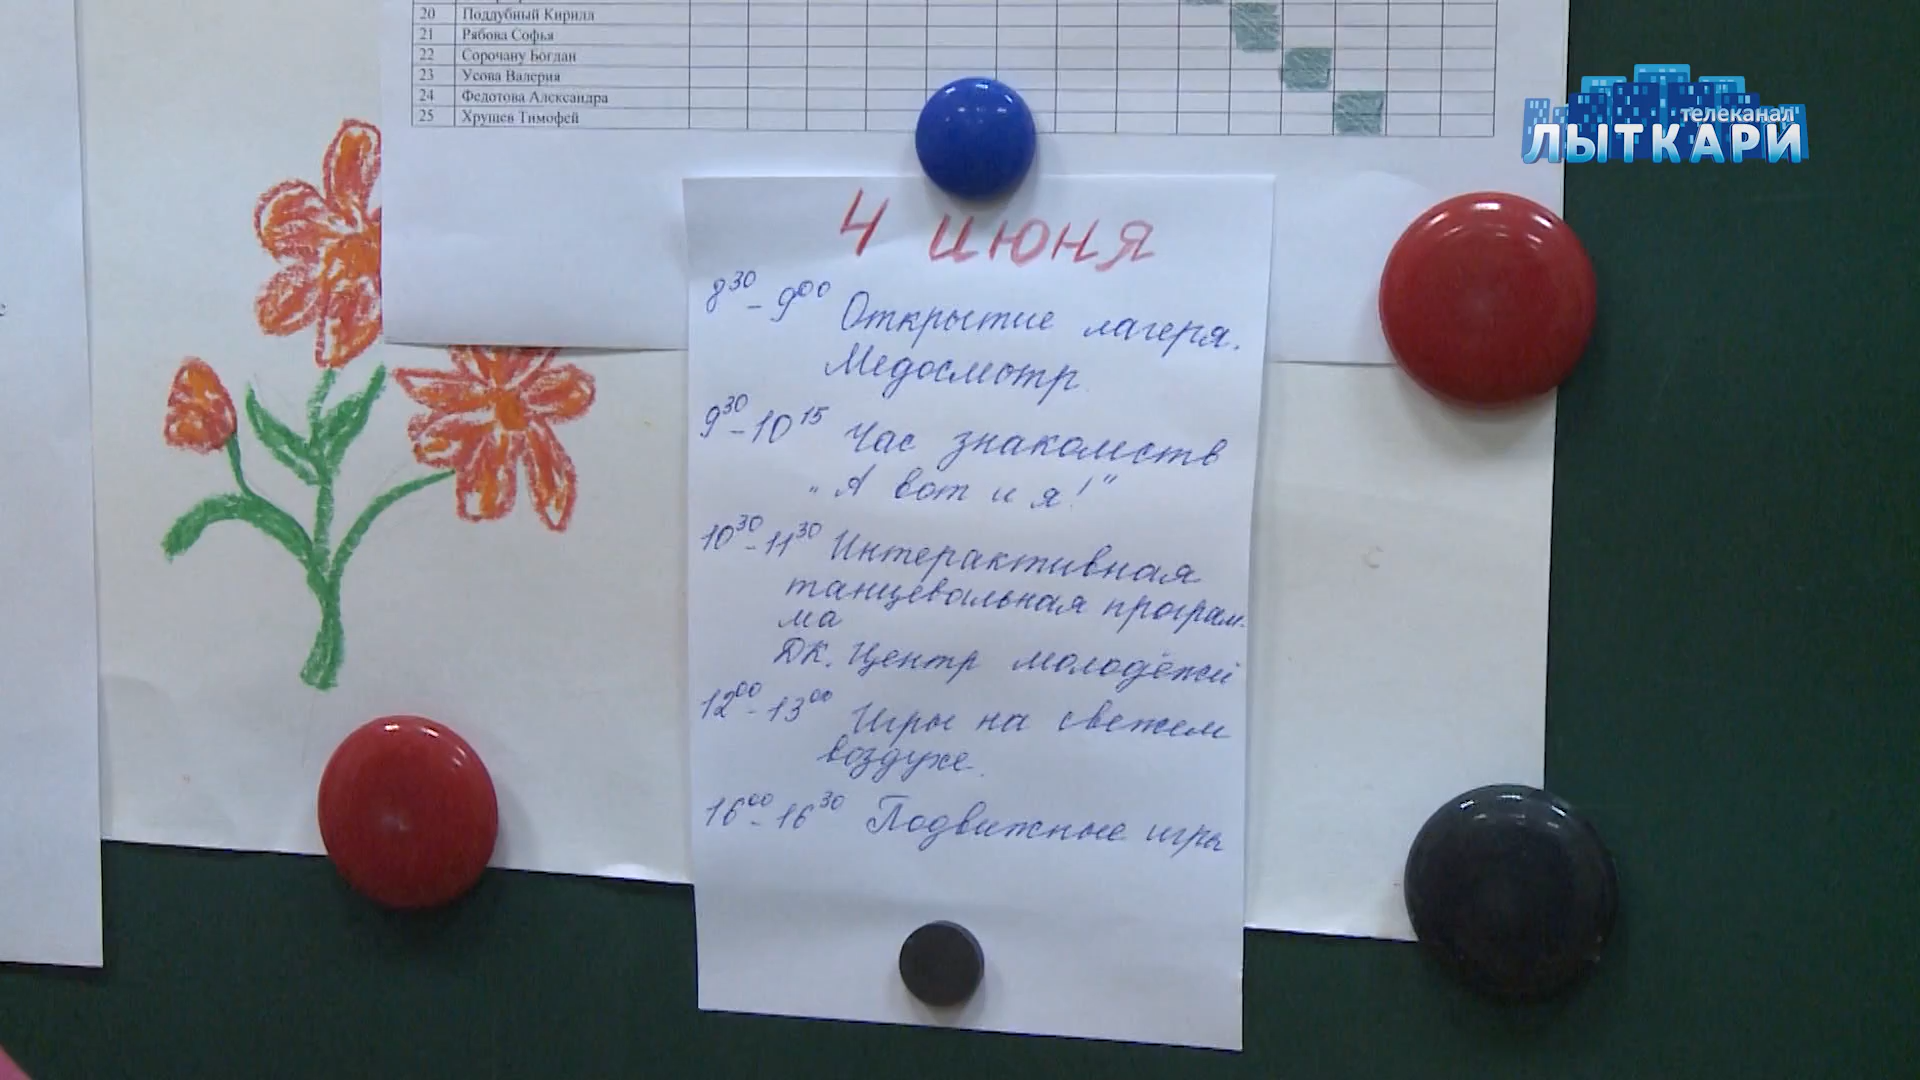 20 Поддубный Кирилл
21 Рябова Софья
22 Сорочану Богдан
23 Усова Валерия
24 Федотова Александра
25 Хрущев Тимофей
телеканал
ЛЫТКАРИ
4 июня
8³⁰-9⁰⁰ Открытие лагеря.
Медосмотр.
9³⁰-10¹⁵ Час знакомств
"А вот и я!"
10³⁰-11³⁰ Интерактивная
танцевальная програм-
ма
ДК. Центр молодёжи
12⁰⁰-13⁰⁰ Игры на свежем
воздухе.
16⁰⁰-16³⁰ Подвижные игры